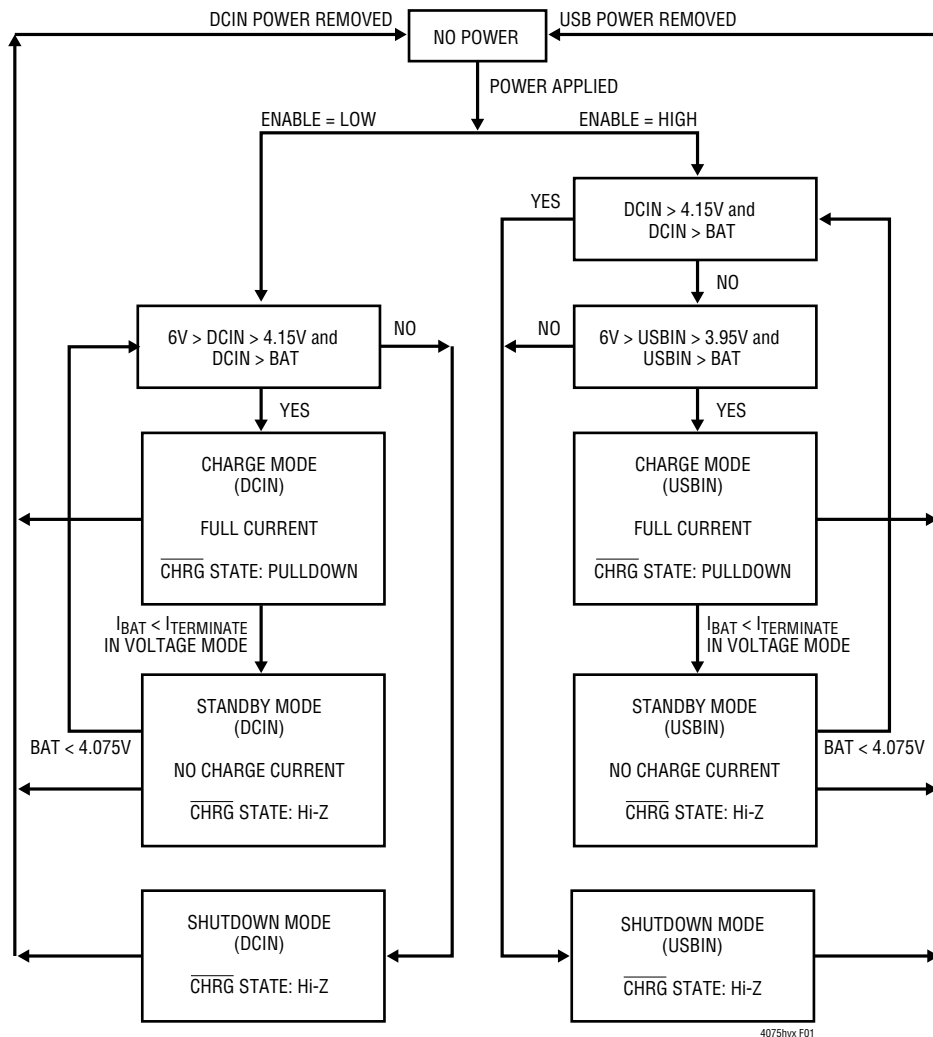 DCIN POWER REMOVED
NO POWER
USB POWER REMOVED
POWER APPLIED
ENABLE = LOW
ENABLE = HIGH
YES
DCIN > 4.15V and
DCIN > BAT
NO
6V > DCIN > 4.15V and
DCIN > BAT
NO
NO
6V > USBIN > 3.95V and
USBIN > BAT
YES
YES
CHARGE MODE
(DCIN)
FULL CURRENT
CHRG STATE: PULLDOWN
CHARGE MODE
(USBIN)
FULL CURRENT
CHRG STATE: PULLDOWN
IBAT < ITERMINATE
IN VOLTAGE MODE
IBAT < ITERMINATE
IN VOLTAGE MODE
STANDBY MODE
(DCIN)
NO CHARGE CURRENT
CHRG STATE: Hi-Z
BAT < 4.075V
STANDBY MODE
(USBIN)
NO CHARGE CURRENT
CHRG STATE: Hi-Z
BAT < 4.075V
SHUTDOWN MODE
(DCIN)
CHRG STATE: Hi-Z
SHUTDOWN MODE
(USBIN)
CHRG STATE: Hi-Z
4075hvx F01